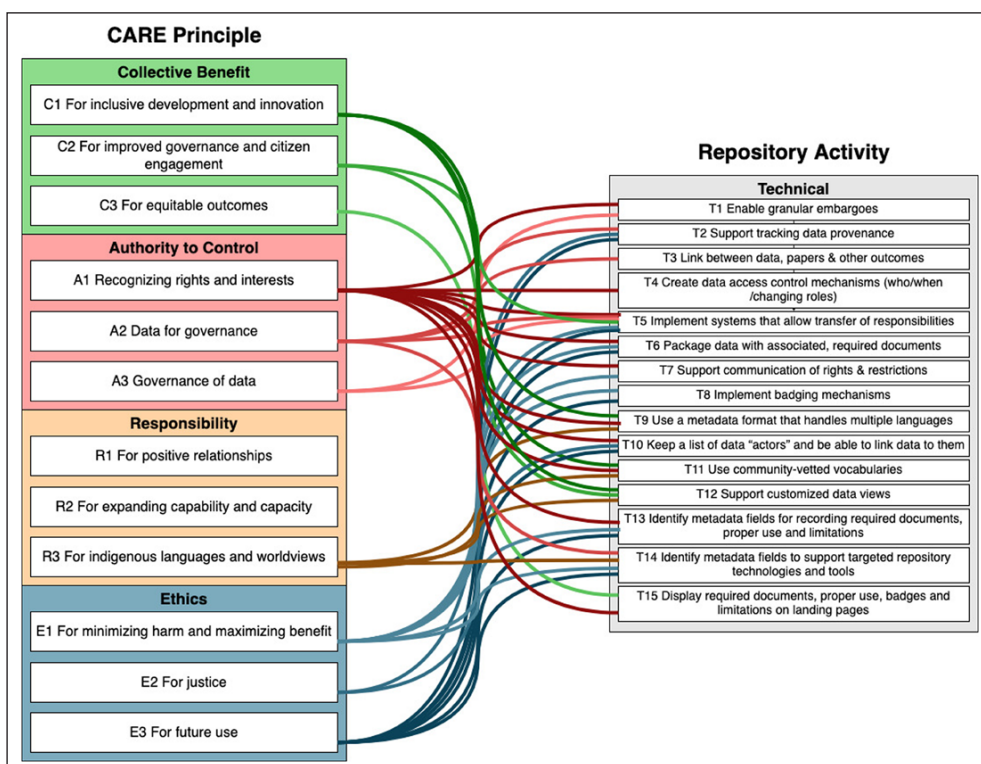 CARE Principle
Collective Benefit
C1 For inclusive development and innovation
C2 For improved governance and citizen
engagement
C3 For equitable outcomes
Authority to Control
A1 Recognizing rights and interests
A2 Data for governance
A3 Governance of data
Responsibility
R1 For positive relationships
R2 For expanding capability and capacity
R3 For indigenous languages and worldviews
Ethics
E1 For minimizing harm and maximizing benefit
E2 For justice
E3 For future use
Repository Activity
Technical
T1 Enable granular embargoes
T2 Support tracking data provenance
T3 Link between data, papers & other outcomes
T4 Create data access control mechanisms (who/when
/changing roles)
T5 Implement systems that allow transfer of responsibilities
T6 Package data with associated, required documents
T7 Support communication of rights & restrictions
T8 Implement badging mechanisms
T9 Use a metadata format that handles multiple languages
T10 Keep a list of data “actors” and be able to link data to them
T11 Use community-vetted vocabularies
T12 Support customized data views
T13 Identify metadata fields for recording required documents,
proper use and limitations
T14 Identify metadata fields to support targeted repository
technologies and tools
T15 Display required documents, proper use, badges and
limitations on landing pages